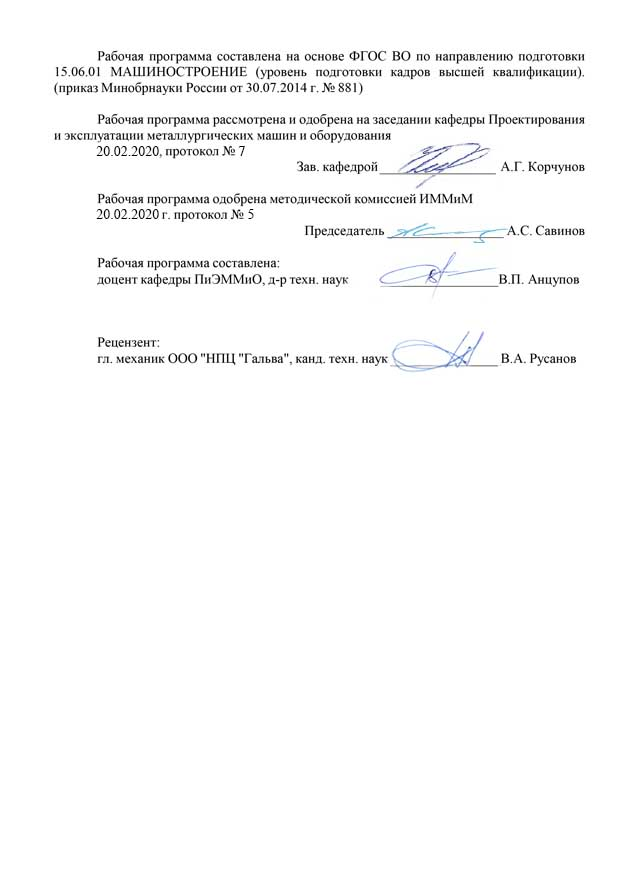 Рабочая программа составлена на основе ФГОС ВО по направлению подготовки
15.06.01 МАШИНОСТРОЕНИЕ (уровень подготовки кадров высшей квалификации).
(приказ Минобрнауки России от 30.07.2014 г. № 881)
Рабочая программа рассмотрена и одобрена на заседании кафедры Проектирования
и эксплуатации металлургических машин и оборудования
20.02.2020, протокол № 7
Зав. кафедрой А.Г. Корчунов
Рабочая программа одобрена методической комиссией ИММиМ
20.02.2020 г. протокол № 5
Председатель А.С. Савинов
Рабочая программа составлена:
доцент кафедры ПиЭММиО, д-р техн. наук В.П. Анцупов
Рецензент:
гл. механик ООО "НПЦ "Гальва", канд. техн. наук В.А. Русанов